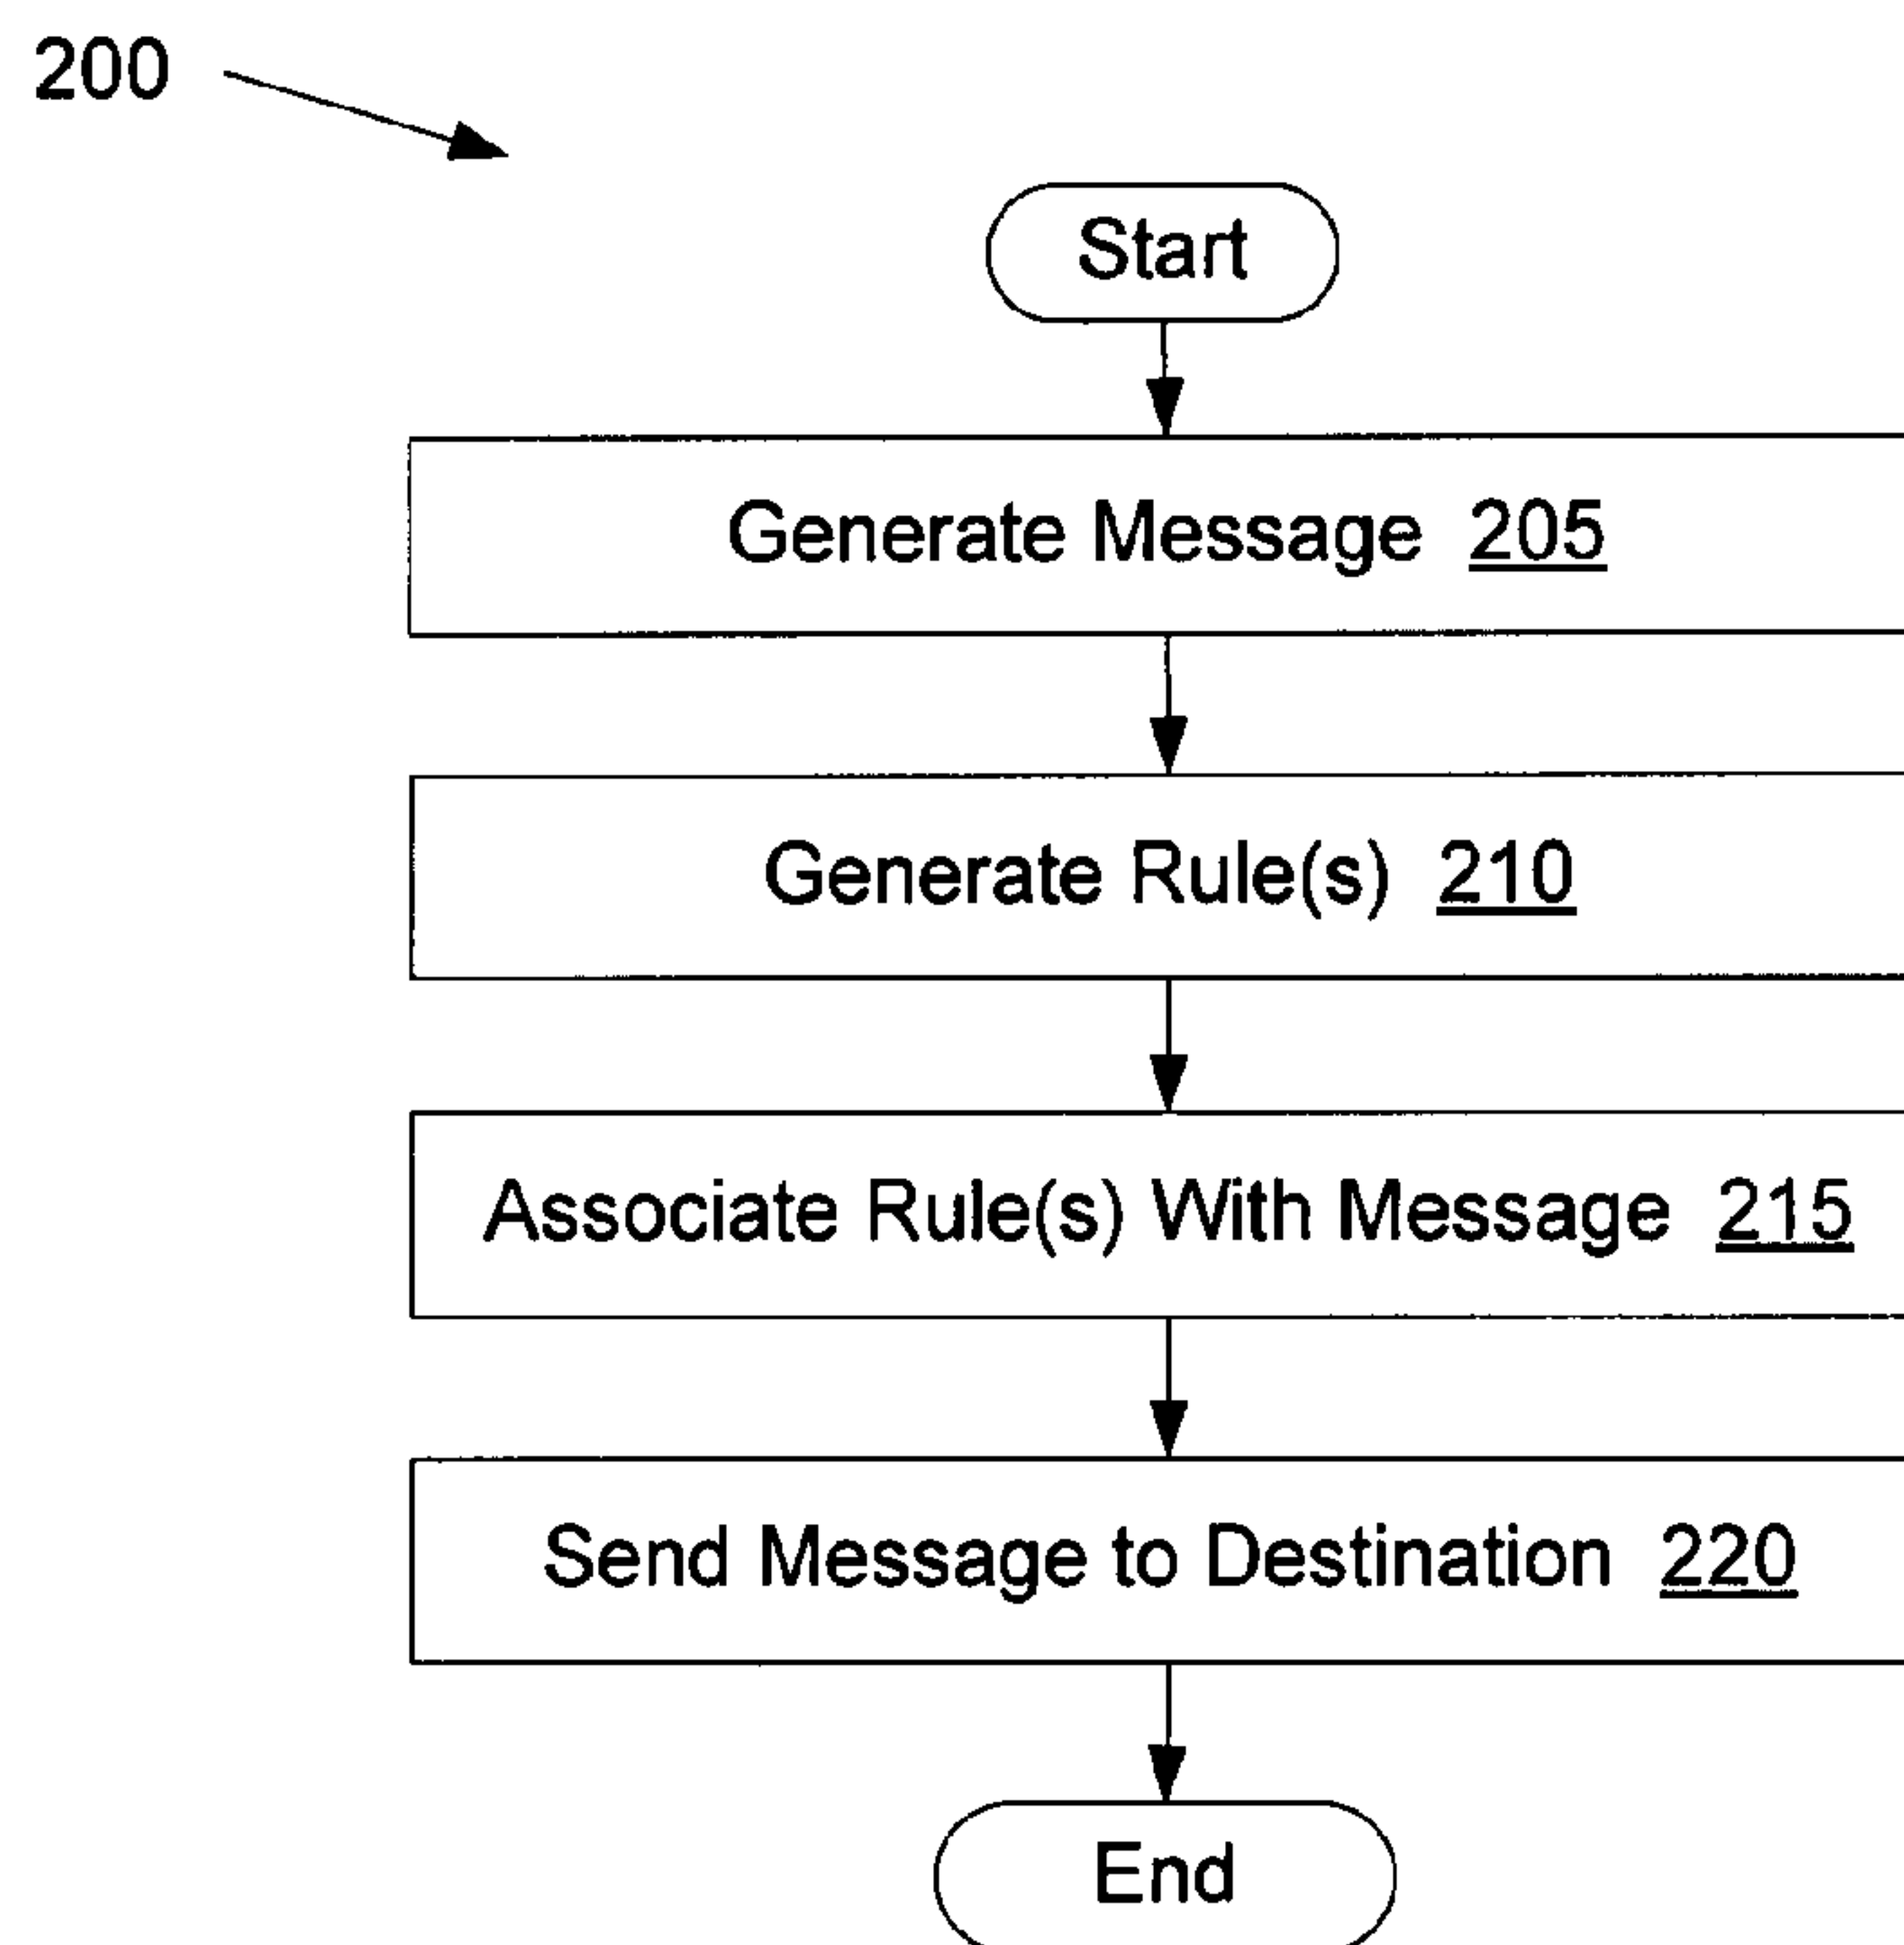 200
Start
Generate Message 205
Generate Rule(s) 210
Associate Rule(s) With Message 215
Send Message to Destination 220
End